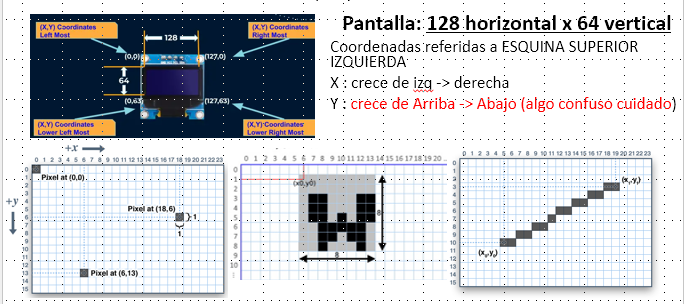 Pantalla: 128 horizontal x 64 vertical
Coordenadas referidas a ESQUINA SUPERIOR
IZQUIERDA
X : crece de izq -> derecha
Y : crece de Arriba -> Abajo (algo confuso cuidado)
(X,Y) Coordinates
Left Most
(X,Y) Coordinates
Right Most
128
(0,0)
(127,0)
64
(0,63)
(127,63)
(X,Y) Coordinates
Lower Left Most
(X,Y) Coordinates
Lower Right Most
+x
0 1 2 3 4 5 6 7 8 9 10 11 12 13 14 15 16 17 18 19 20 21 22 23
0
1
2
3
4
5
6
7
8
9
10
11
12
13
14
15
+y
Pixel at (0,0)
Pixel at (18,6)
1
1
Pixel at (6,13)
0 1 2 3 4 5 6 7 8 9 10 11 12 13 14 15 16 17 18 19 20
0
1
2
3
4
5
6
7
8
9
10
(x0,y0)
8
8
0 1 2 3 4 5 6 7 8 9 10 11 12 13 14 15 16 17 18 19 20 21 22 23
0
1
2
3
4
5
6
7
8
9
10
11
12
13
14
15